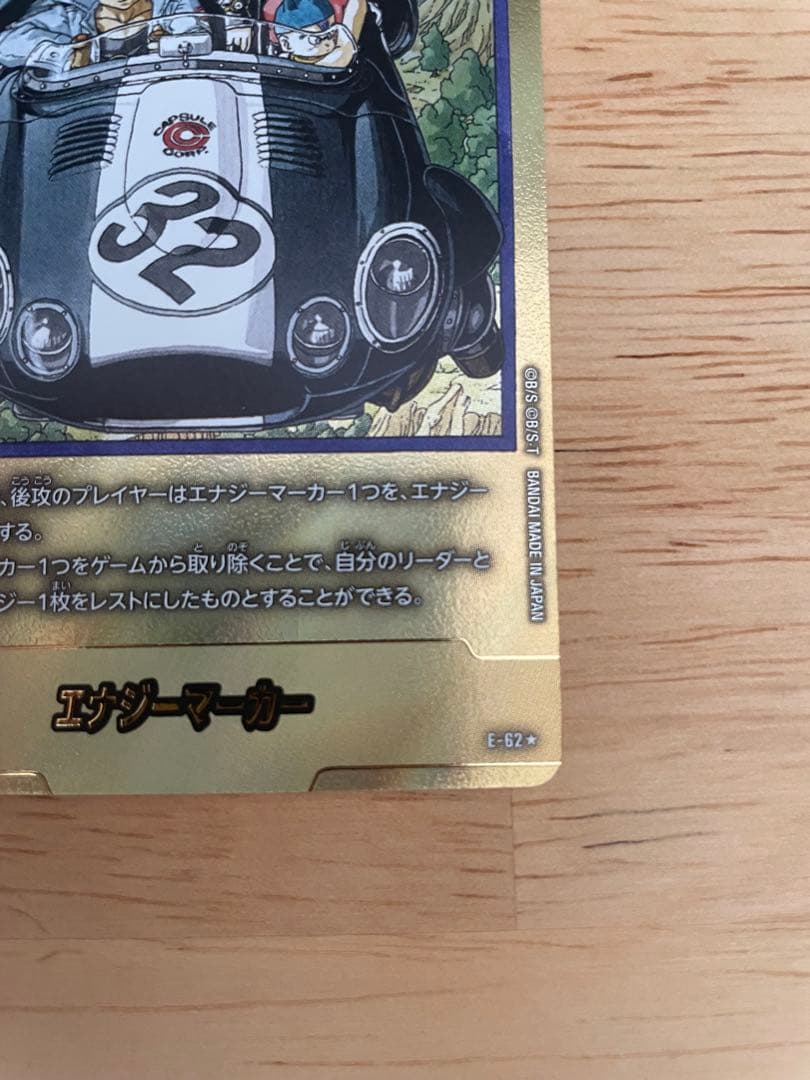 CAPSULE
CORP.
32
©B/S ©B/S·T BANDAI MADE IN JAPAN
、後攻のプレイヤーはエナジーマーカー1つを、エナジー
する。
カー1つをゲームから取り除くことで、自分のリーダーと
ジー1枚をレストにしたものとすることができる。
エナジーマーカー
E-62★